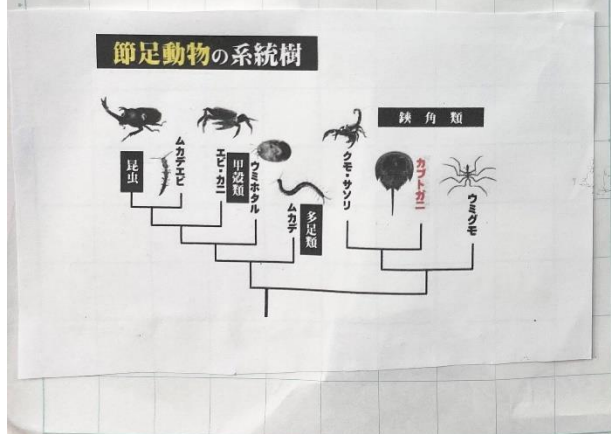 節足動物の系統樹
鋏角類
昆虫
ムカデエビ
エビ・カニ
甲殻類
ウミホタル
ムカデ
多足類
クモ・サソリ
カブトガニ
ウミグモ